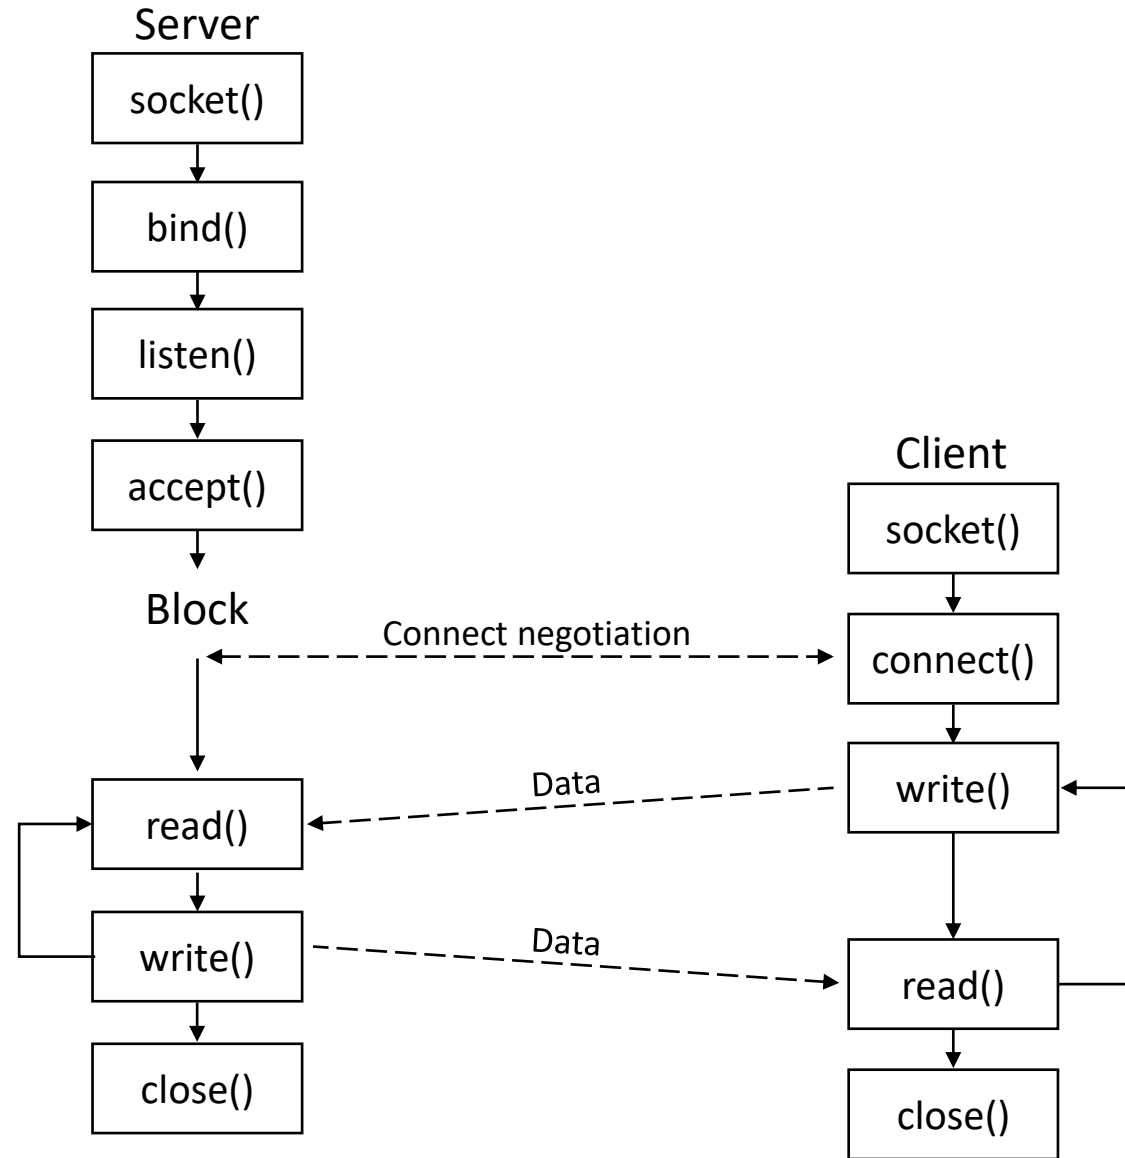 Server
socket()
bind()
listen()
accept()
Block
Client
socket()
Connect negotiation
connect()
Data
write()
read()
Data
write()
read()
close()
close()